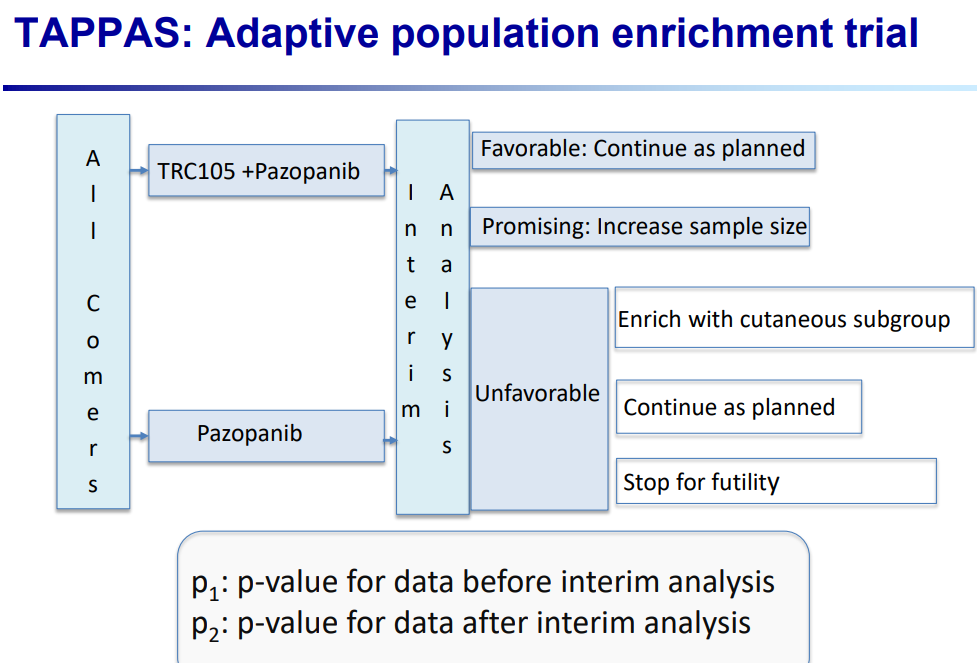 TAPPAS: Adaptive population enrichment trial
All Comers
TRC105 +Pazopanib
Pazopanib
Interim
Analysis
Favorable: Continue as planned
Promising: Increase sample size
Unfavorable
Enrich with cutaneous subgroup
Continue as planned
Stop for futility
p₁: p-value for data before interim analysis
p₂: p-value for data after interim analysis